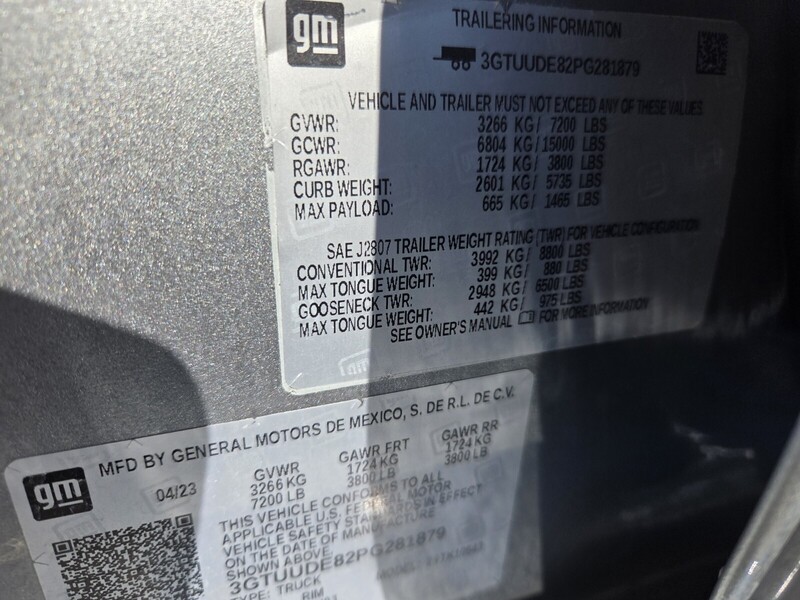 gm
TRAILERING INFORMATION
3GTUUDE82PG281879
VEHICLE AND TRAILER MUST NOT EXCEED ANY OF THESE VALUES
GVWR: 3266 KG/ 7200 LBS
GCWR: 6804 KG/15000 LBS
RGAWR: 1724 KG/ 3800 LBS
CURB WEIGHT: 2601 KG/ 5735 LBS
MAX PAYLOAD: 665 KG/ 1465 LBS
SAE J2807 TRAILER WEIGHT RATING (TWR) FOR VEHICLE CONFIGURATION
CONVENTIONAL TWR: 3992 KG/ 8800 LBS
MAX TONGUE WEIGHT: 399 KG/ 880 LBS
GOOSENECK TWR: 2948 KG/ 6500 LBS
MAX TONGUE WEIGHT: 442 KG/ 975 LBS
SEE OWNER'S MANUAL FOR MORE INFORMATION
gm
MFD BY GENERAL MOTORS DE MEXICO, S. DE R.L. DE C.V.
04/23 GVWR GAWR FRT GAWR RR
3266 KG 1724 KG 1724 KG
7200 LB 3800 LB 3800 LB
THIS VEHICLE CONFORMS TO ALL
APPLICABLE U.S. FEDERAL MOTOR
VEHICLE SAFETY STANDARDS IN EFFECT
ON THE DATE OF MANUFACTURE
SHOWN ABOVE.
3GTUUDE82PG281879
TYPE: TRUCK MODEL:
RIM